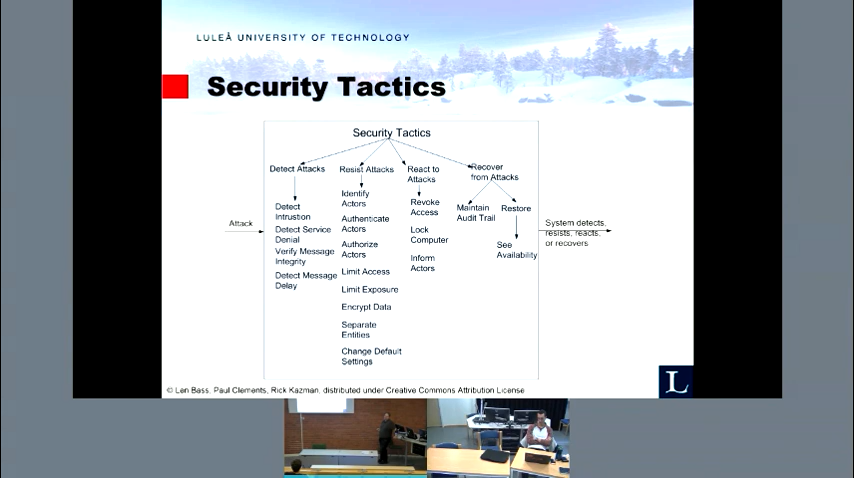 LULEÅ UNIVERSITY OF TECHNOLOGY
Security Tactics
Security Tactics
Detect Attacks
Resist Attacks
React to
Attacks
Recover
from Attacks
Detect
Intrustion
Detect Service
Denial
Verify Message
Integrity
Detect Message
Delay
Identify
Actors
Authenticate
Actors
Authorize
Actors
Limit Access
Limit Exposure
Encrypt Data
Separate
Entities
Change Default
Settings
Revoke
Access
Lock
Computer
Inform
Actors
Maintain
Audit Trail
Restore
See
Availability
Attack
System detects,
resists, reacts,
or recovers
© Len Bass, Paul Clements, Rick Kazman, distributed under Creative Commons Attribution License
L